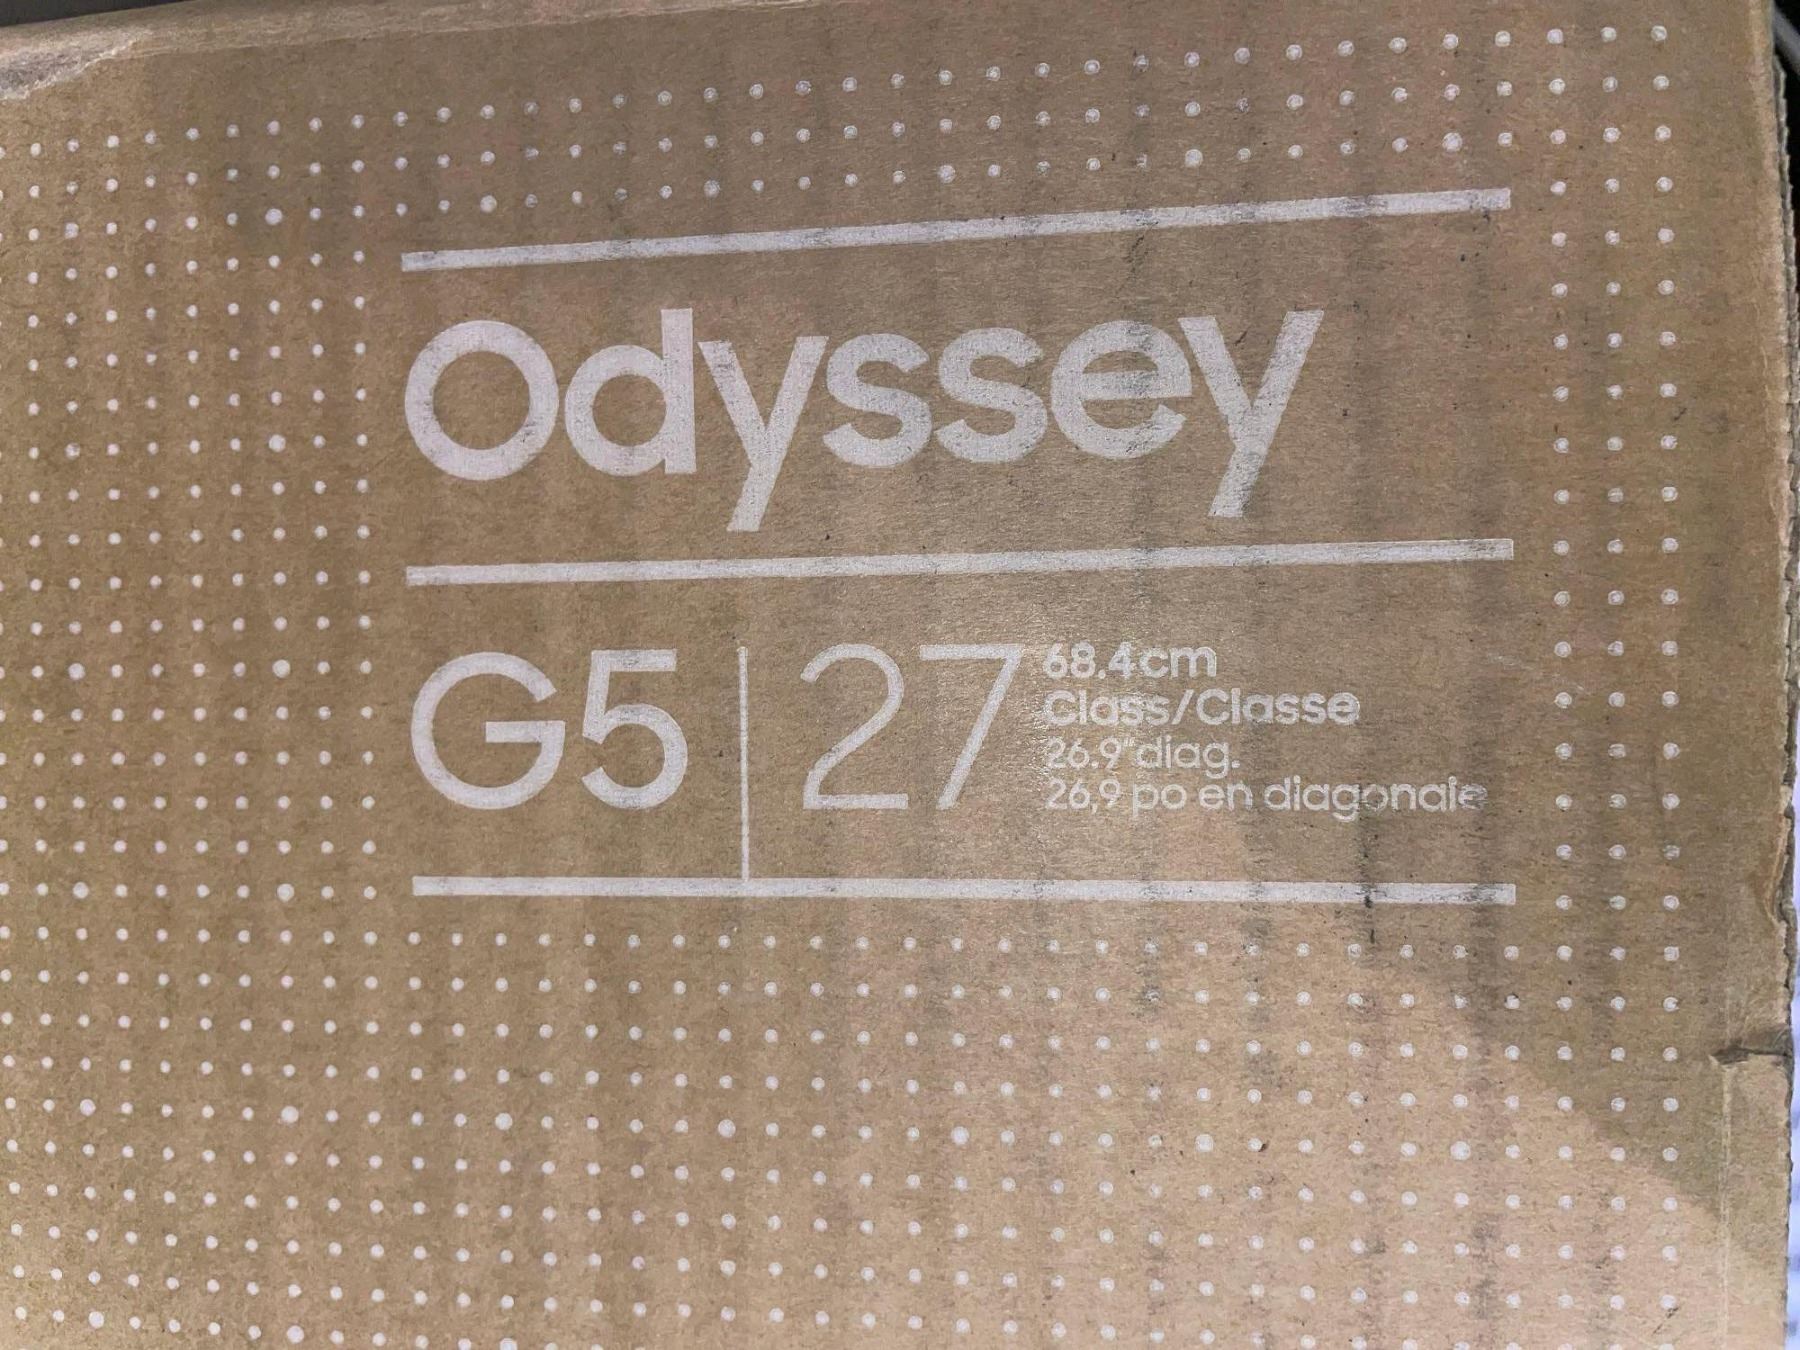 Odyssey
G5 27
68.4cm
Class/Classe
26.9"diag.
26,9 po en diagonale